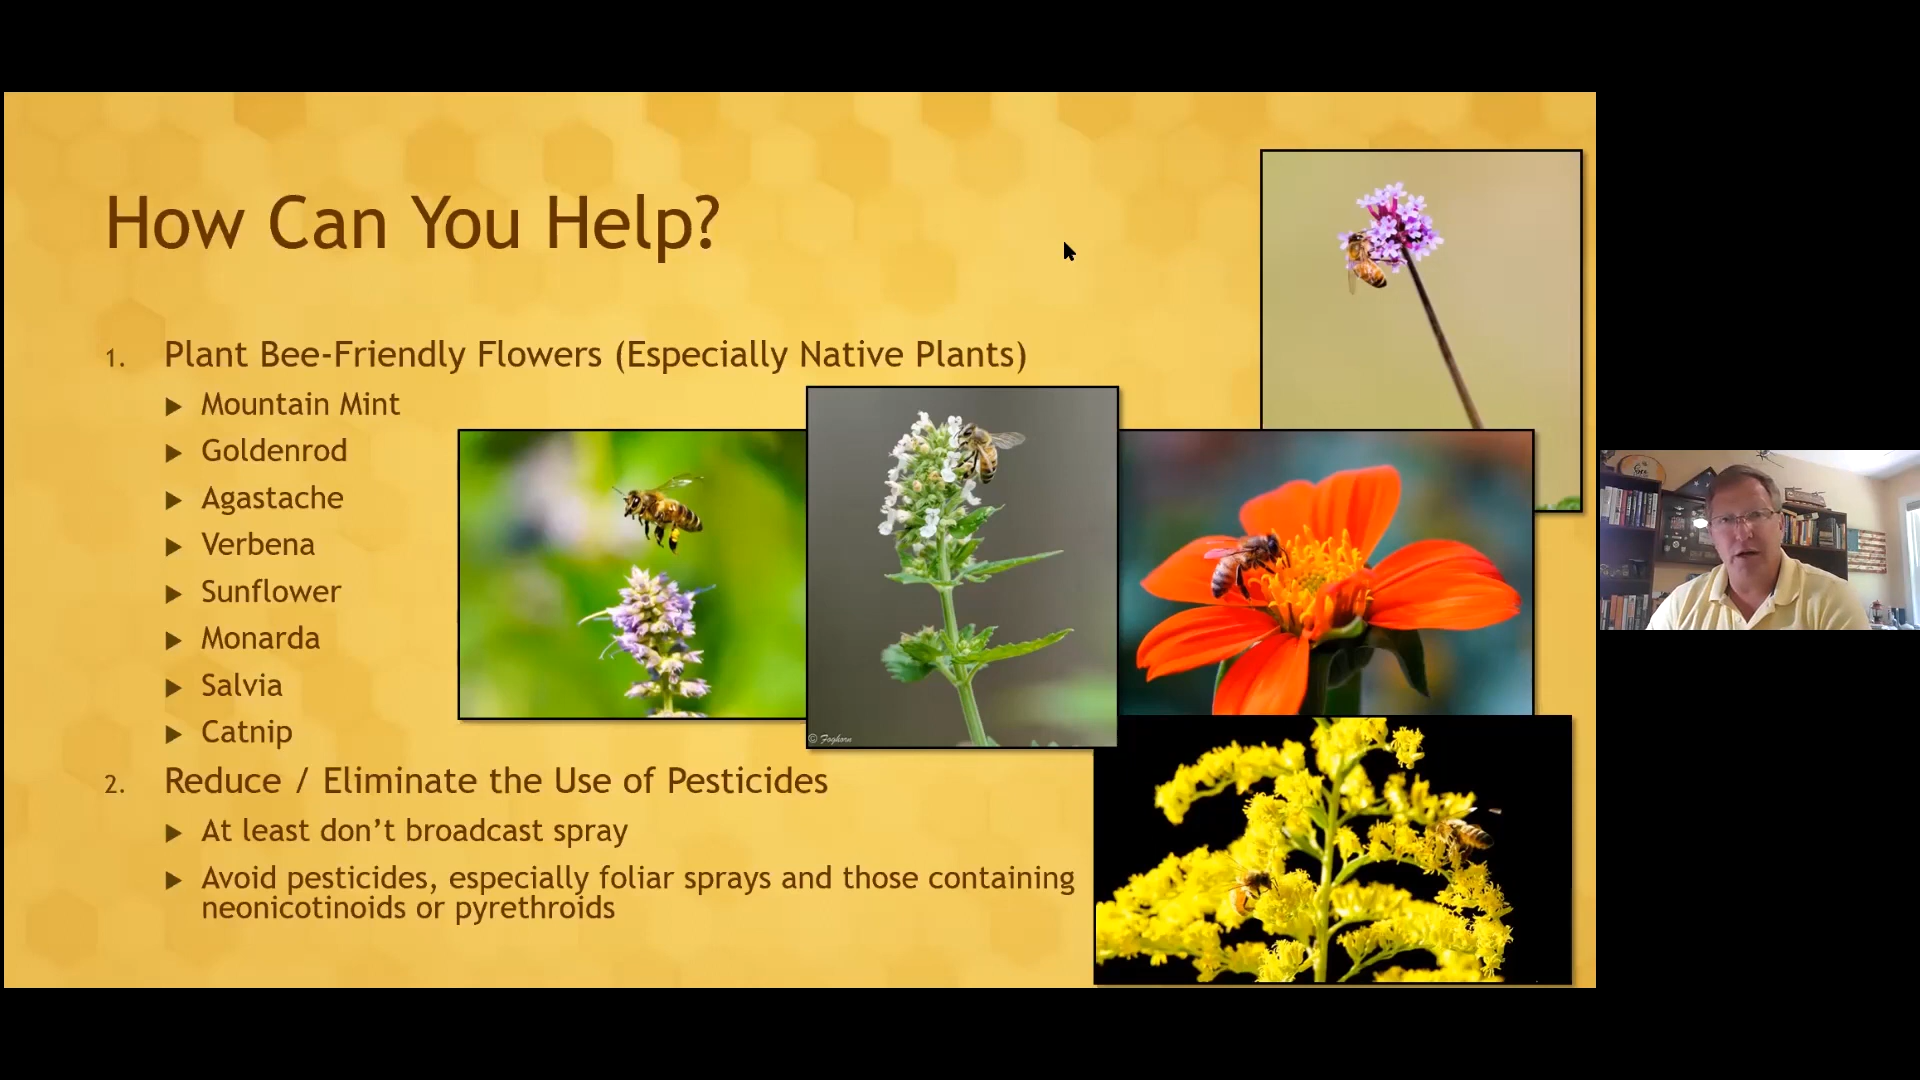 How Can You Help?
1. Plant Bee-Friendly Flowers (Especially Native Plants)
Mountain Mint
Goldenrod
Agastache
Verbena
Sunflower
Monarda
Salvia
Catnip
2. Reduce / Eliminate the Use of Pesticides
At least don't broadcast spray
Avoid pesticides, especially foliar sprays and those containing
neonicotinoids or pyrethroids
© Foghorn